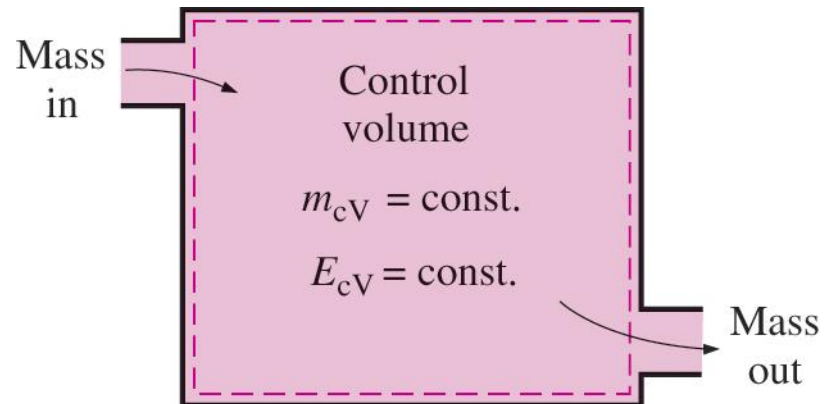 Mass
in
Control
volume
m_cV = const.
E_cV = const.
Mass
out